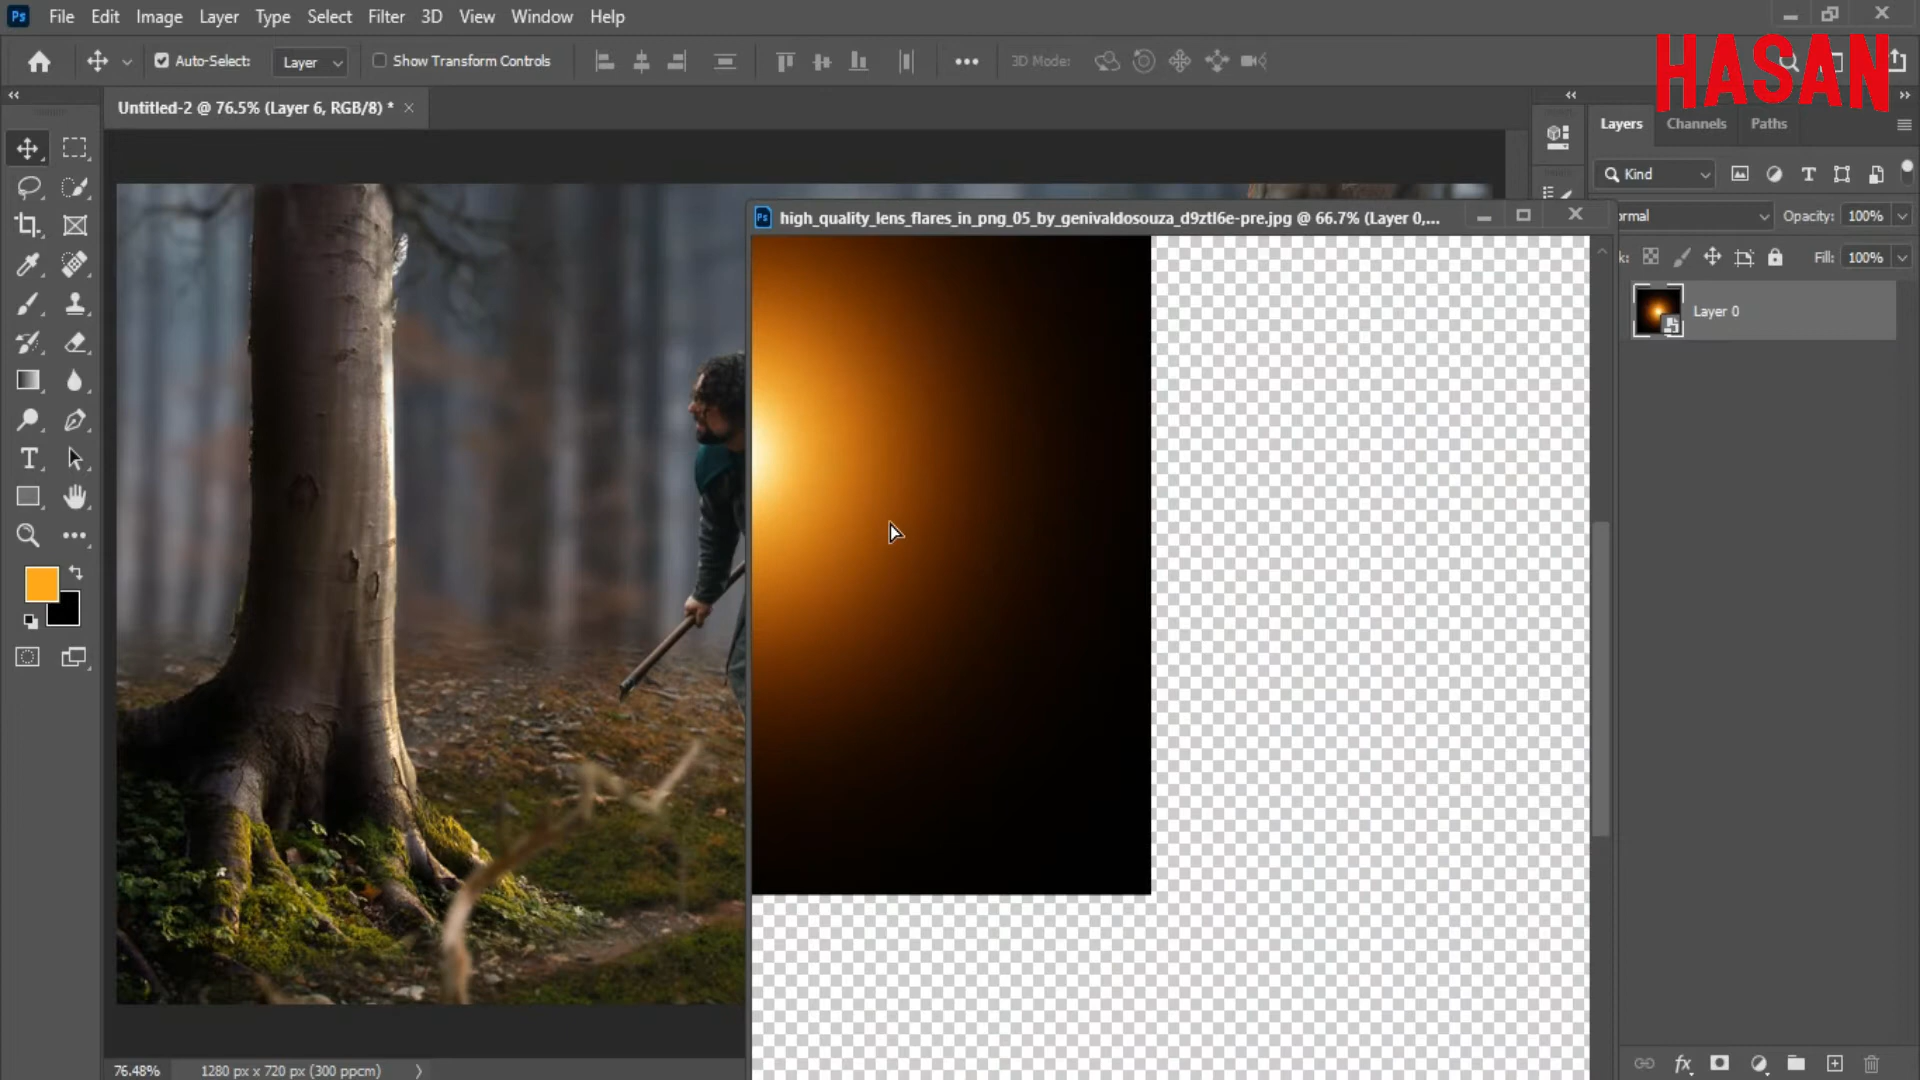 File Edit Image Layer Type Select Filter 3D View Window Help
Auto-Select: Layer Show Transform Controls 3D Mode:
HASAN
Untitled-2 @ 76.5% (Layer 6, RGB/8) *
Layers Channels Paths
Kind
high_quality_lens_flares_in_png_05_by_genivaldosouza_d9ztl6e-pre.jpg @ 66.7% (Layer 0,...
ormal Opacity: 100%
k: Fill: 100%
Layer 0
76.48% 1280 px x 720 px (300 ppcm)